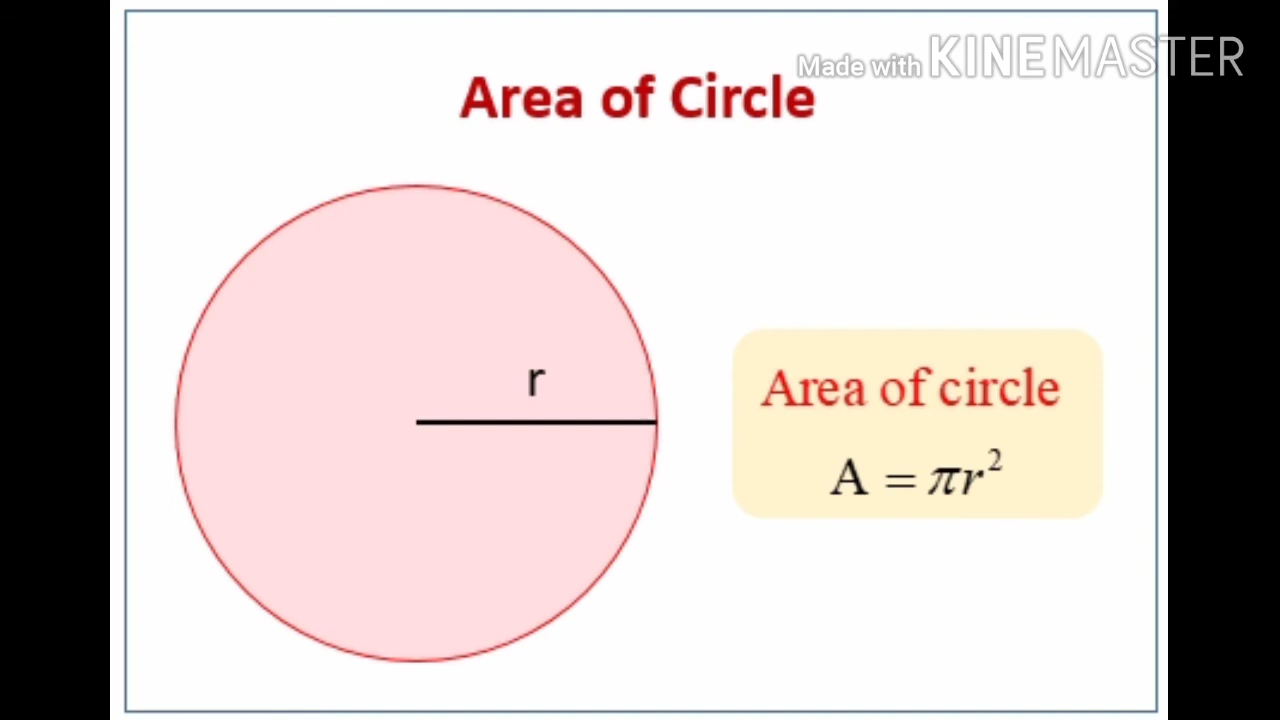 Made with KINEMASTER
Area of Circle
r
Area of circle
A = πr²